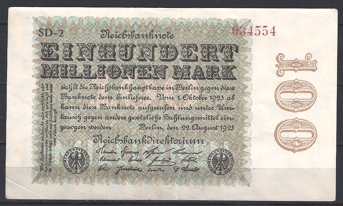 SD-2 Reichsbanknote 034554
EINHUNDERT
MILLIONEN MARK
zahlt die Reichsbankhauptkasse in Berlin gegen diese
Banknote dem Einlieferer. Vom 1. Oktober 1923 ab
kann diese Banknote aufgerufen und unter Um-
tausch gegen andere gesetzliche Zahlungsmittel ein-
gezogen werden Berlin, den 22. August 1923
Reichsbankdirektorium
100